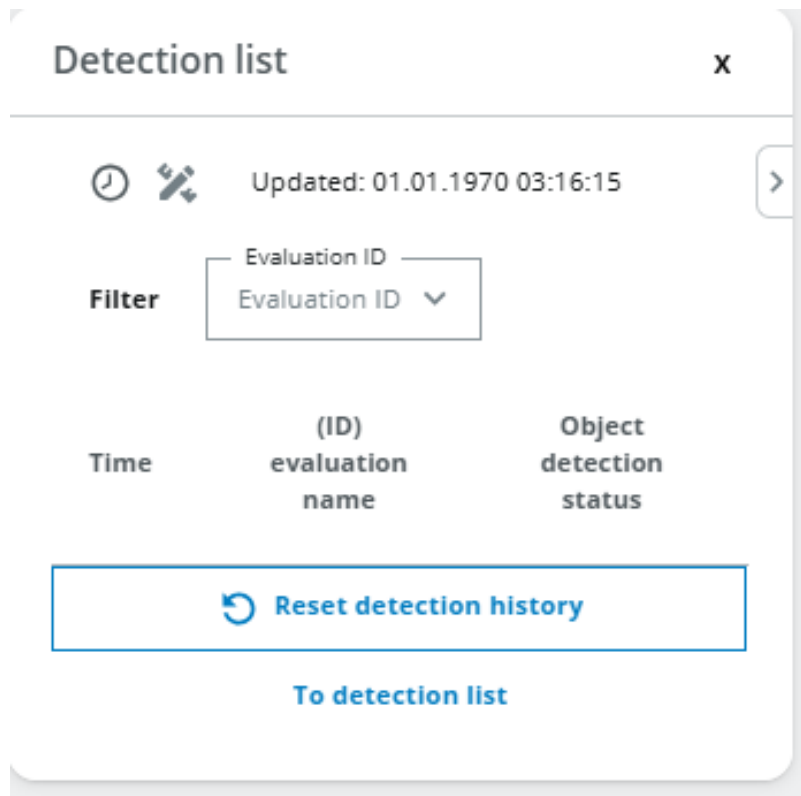 Detection list x
Updated: 01.01.1970 03:16:15
Evaluation ID
Filter Evaluation ID
Time
(ID)
evaluation
name
Object
detection
status
Reset detection history
To detection list